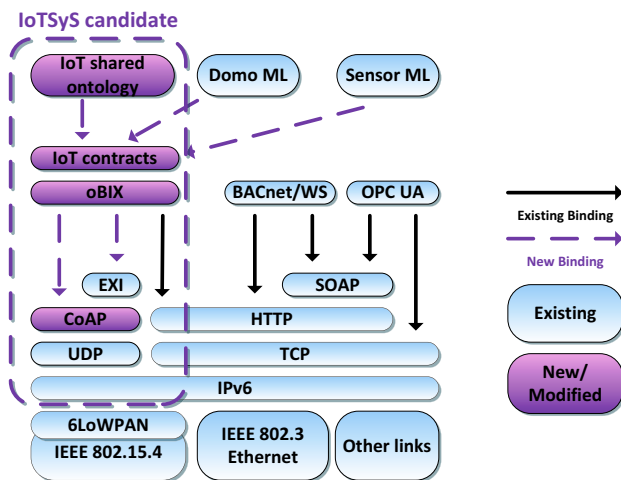 IoTSyS candidate
IoT shared
ontology
Domo ML
Sensor ML
IoT contracts
oBIX
BACnet/WS
OPC UA
Existing Binding
New Binding
EXI
SOAP
Existing
CoAP
HTTP
UDP
TCP
New/
Modified
IPv6
6LoWPAN
IEEE 802.15.4
IEEE 802.3
Ethernet
Other links